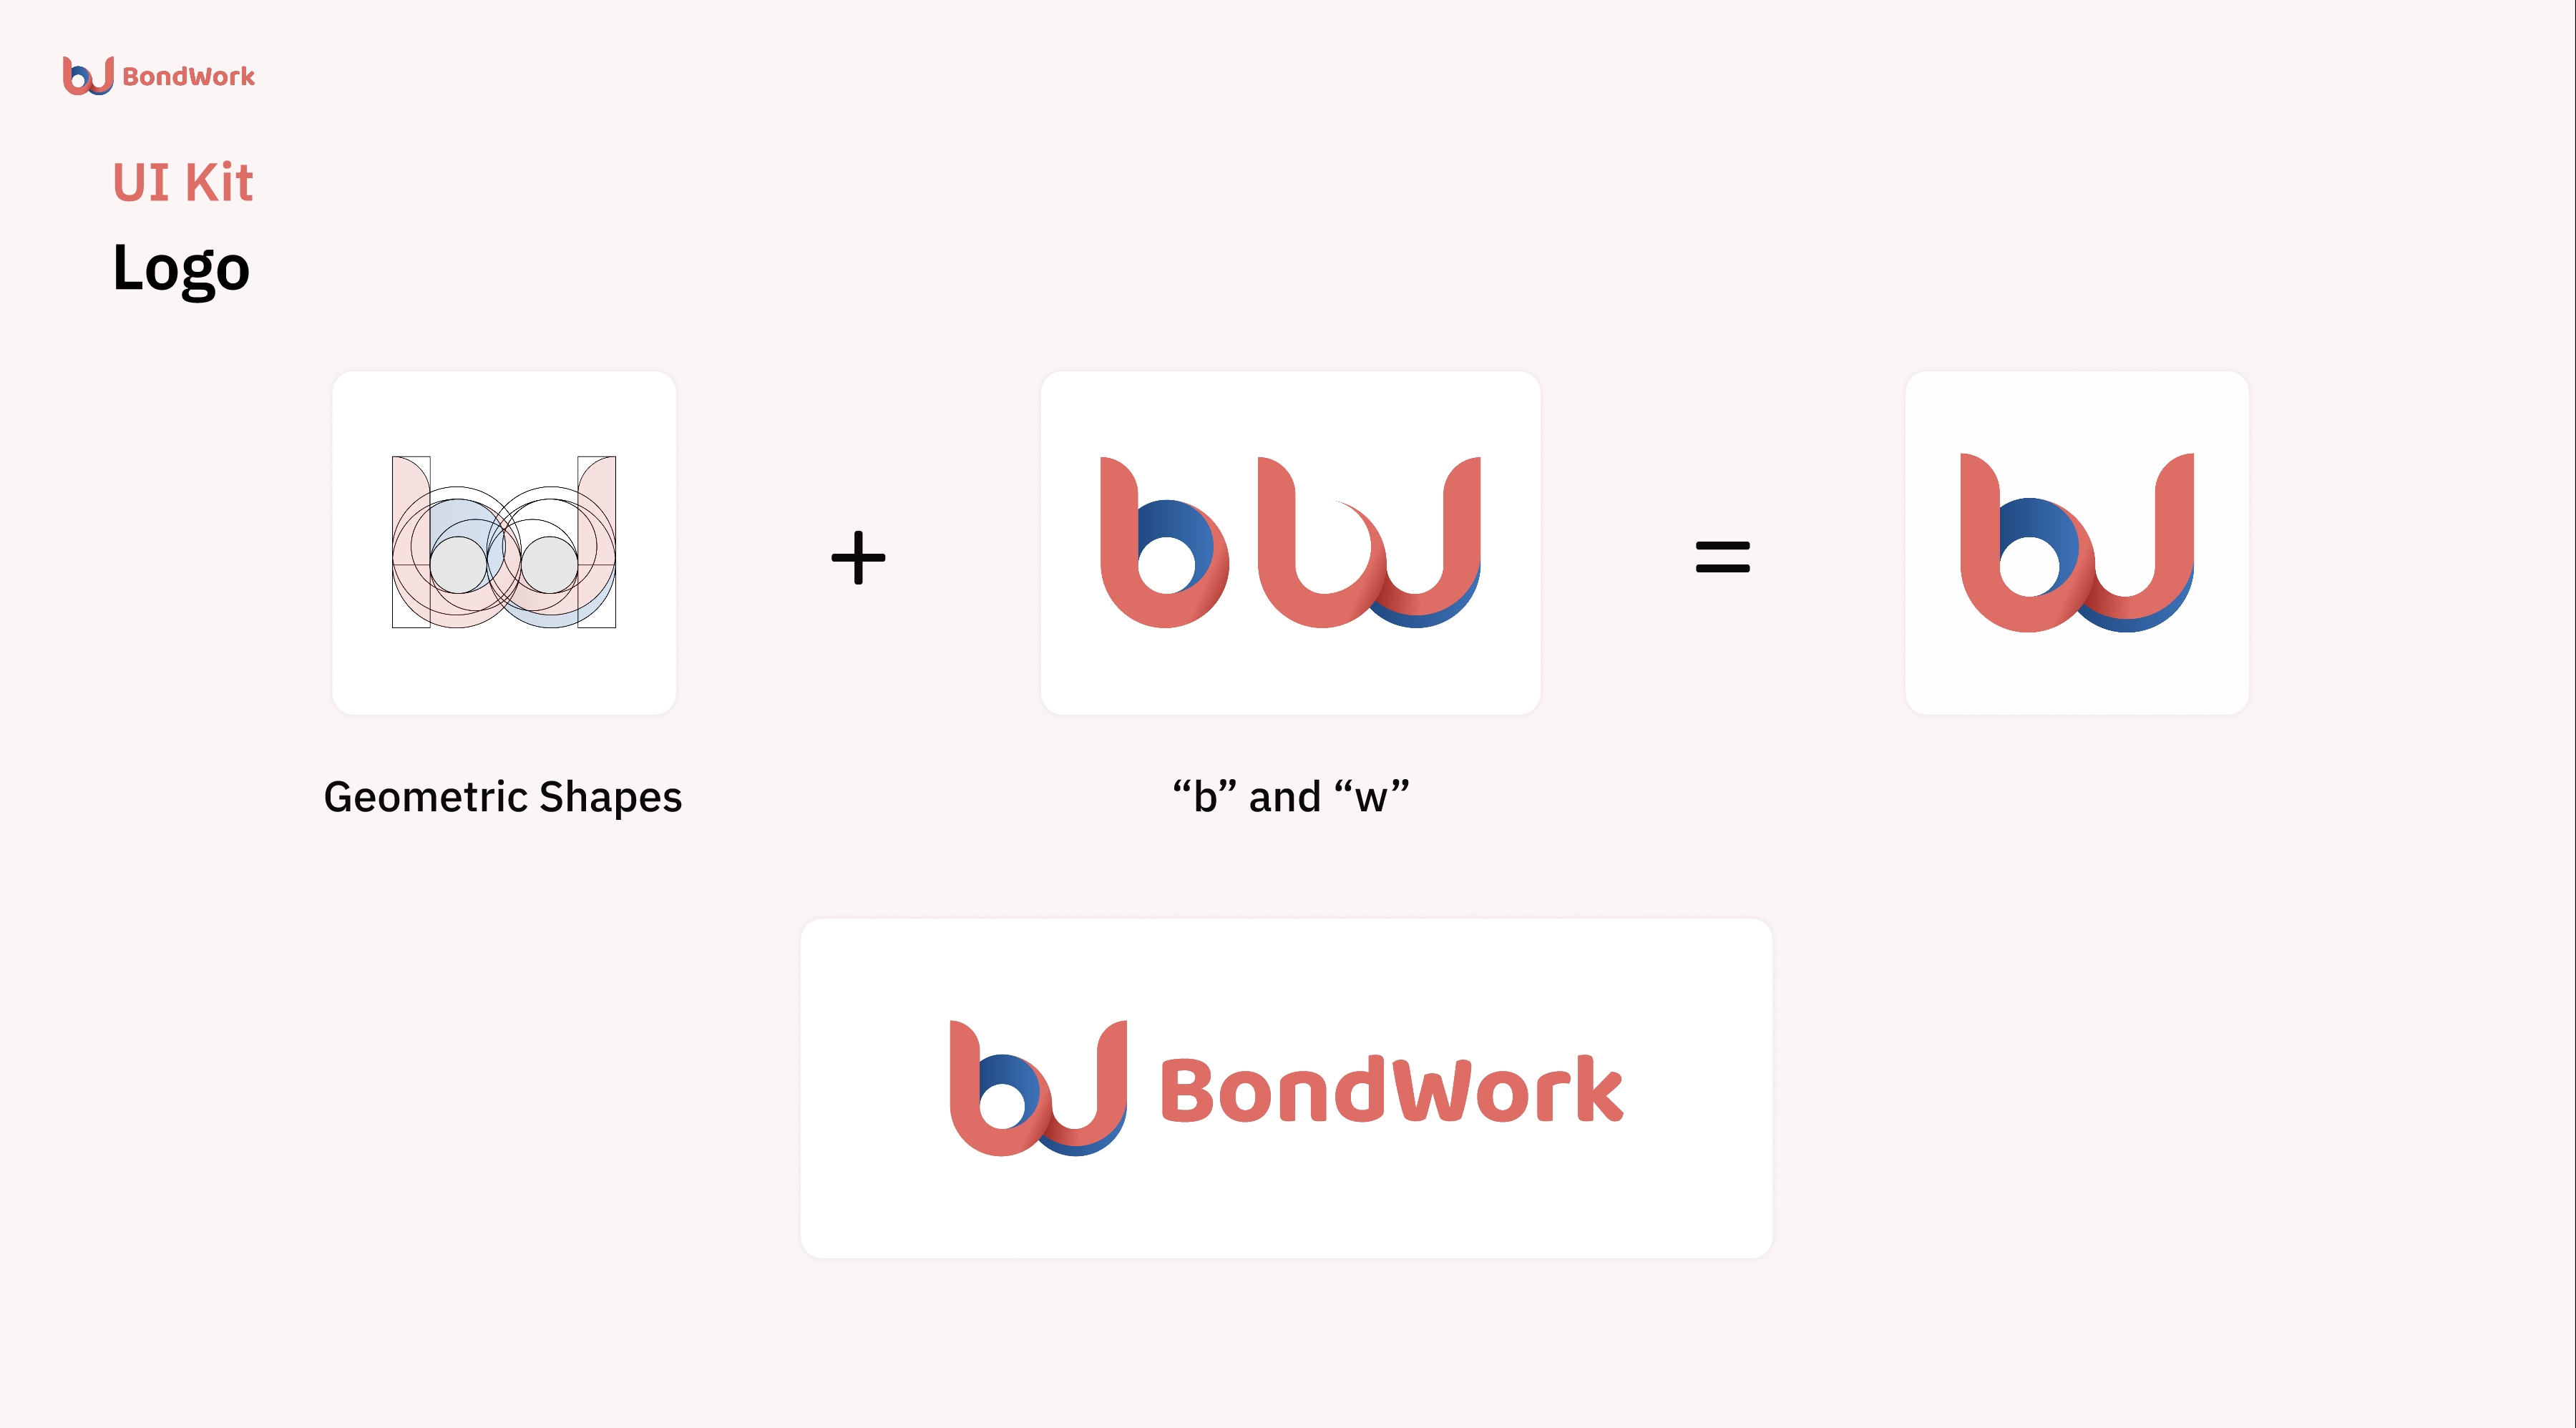 BondWork
UI Kit
Logo
+
=
Geometric Shapes
“b” and “w”
BondWork